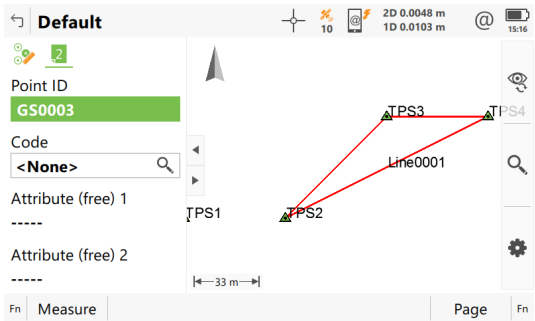 Default
10
@
2D 0.0048 m
1D 0.0103 m
@
15:16
2
Point ID
GS0003
Code
<None>
Attribute (free) 1
-----
Attribute (free) 2
-----
TPS3
TPS4
Line0001
TPS1
TPS2
33 m
Fn
Measure
Page
Fn